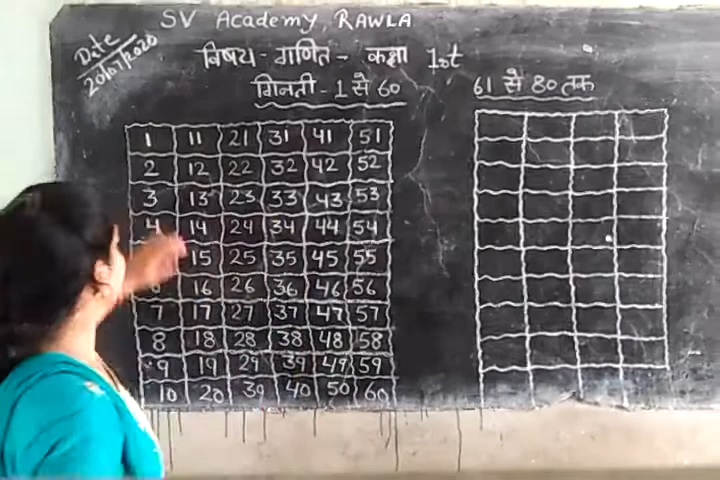 SV Academy, RAWLA
Date
20/07/2020
विषय - गणित - कक्षा 1st
गिनती - 1 से 60
61 से 80 तक
1 11 21 31 41 51
2 12 22 32 42 52
3 13 23 33 43 53
4 14 24 34 44 54
15 25 35 45 55
6 16 26 36 46 56
7 17 27 37 47 57
8 18 28 38 48 58
9 19 29 39 49 59
10 20 30 40 50 60